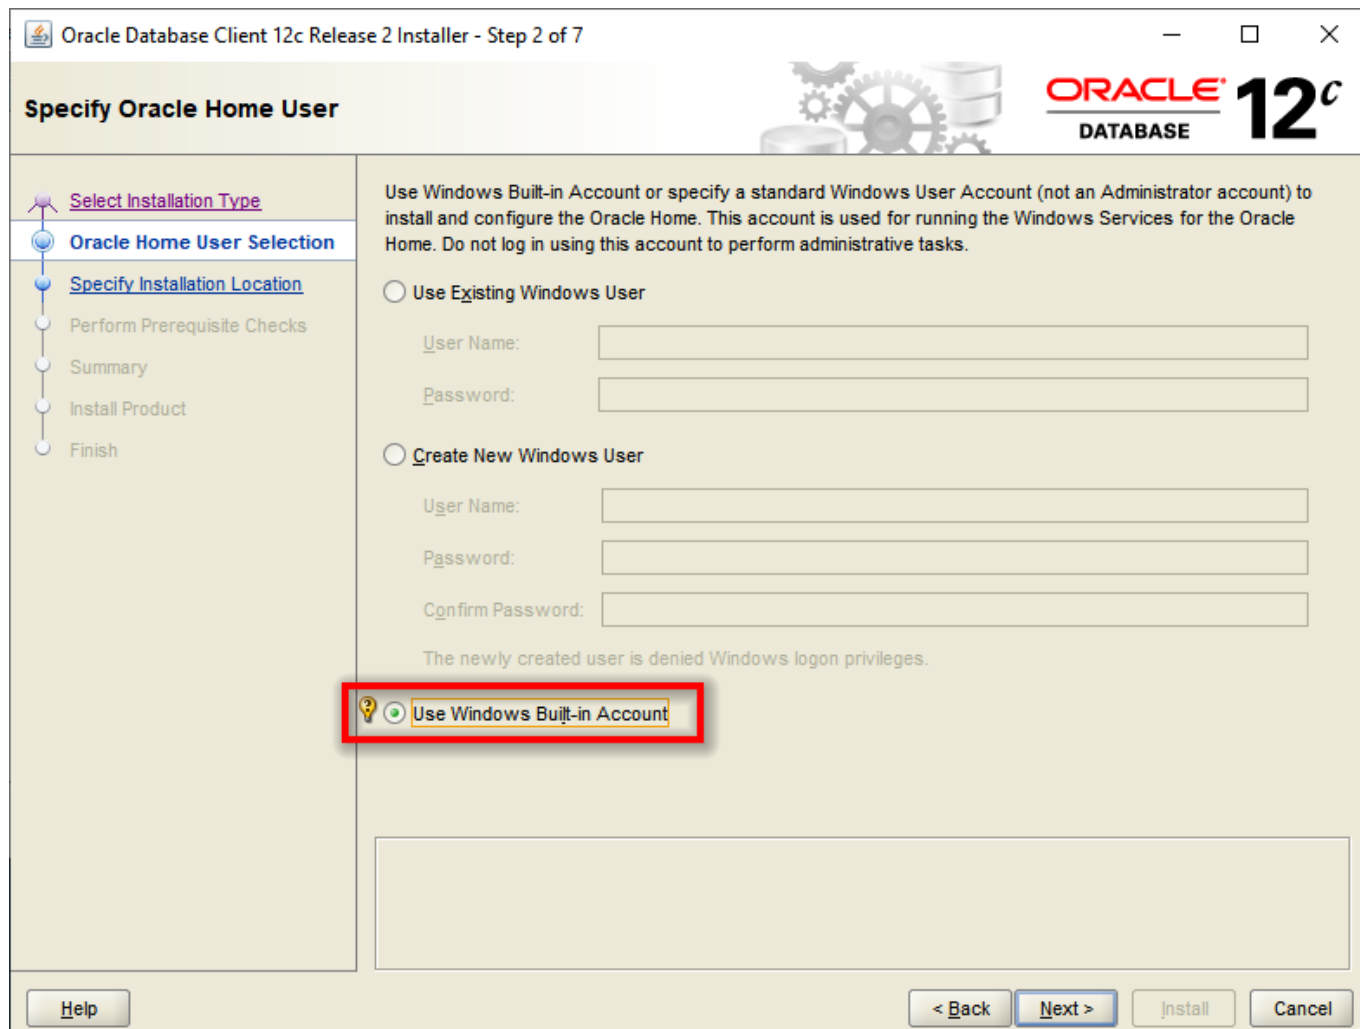 Oracle Database Client 12c Release 2 Installer - Step 2 of 7
Specify Oracle Home User
ORACLE
DATABASE
12c
Select Installation Type
Oracle Home User Selection
Specify Installation Location
Perform Prerequisite Checks
Summary
Install Product
Finish
Use Windows Built-in Account or specify a standard Windows User Account (not an Administrator account) to
install and configure the Oracle Home. This account is used for running the Windows Services for the Oracle
Home. Do not log in using this account to perform administrative tasks.
Use Existing Windows User
User Name:
Password:
Create New Windows User
User Name:
Password:
Confirm Password:
The newly created user is denied Windows logon privileges.
Use Windows Built-in Account
Help
< Back
Next >
Install
Cancel